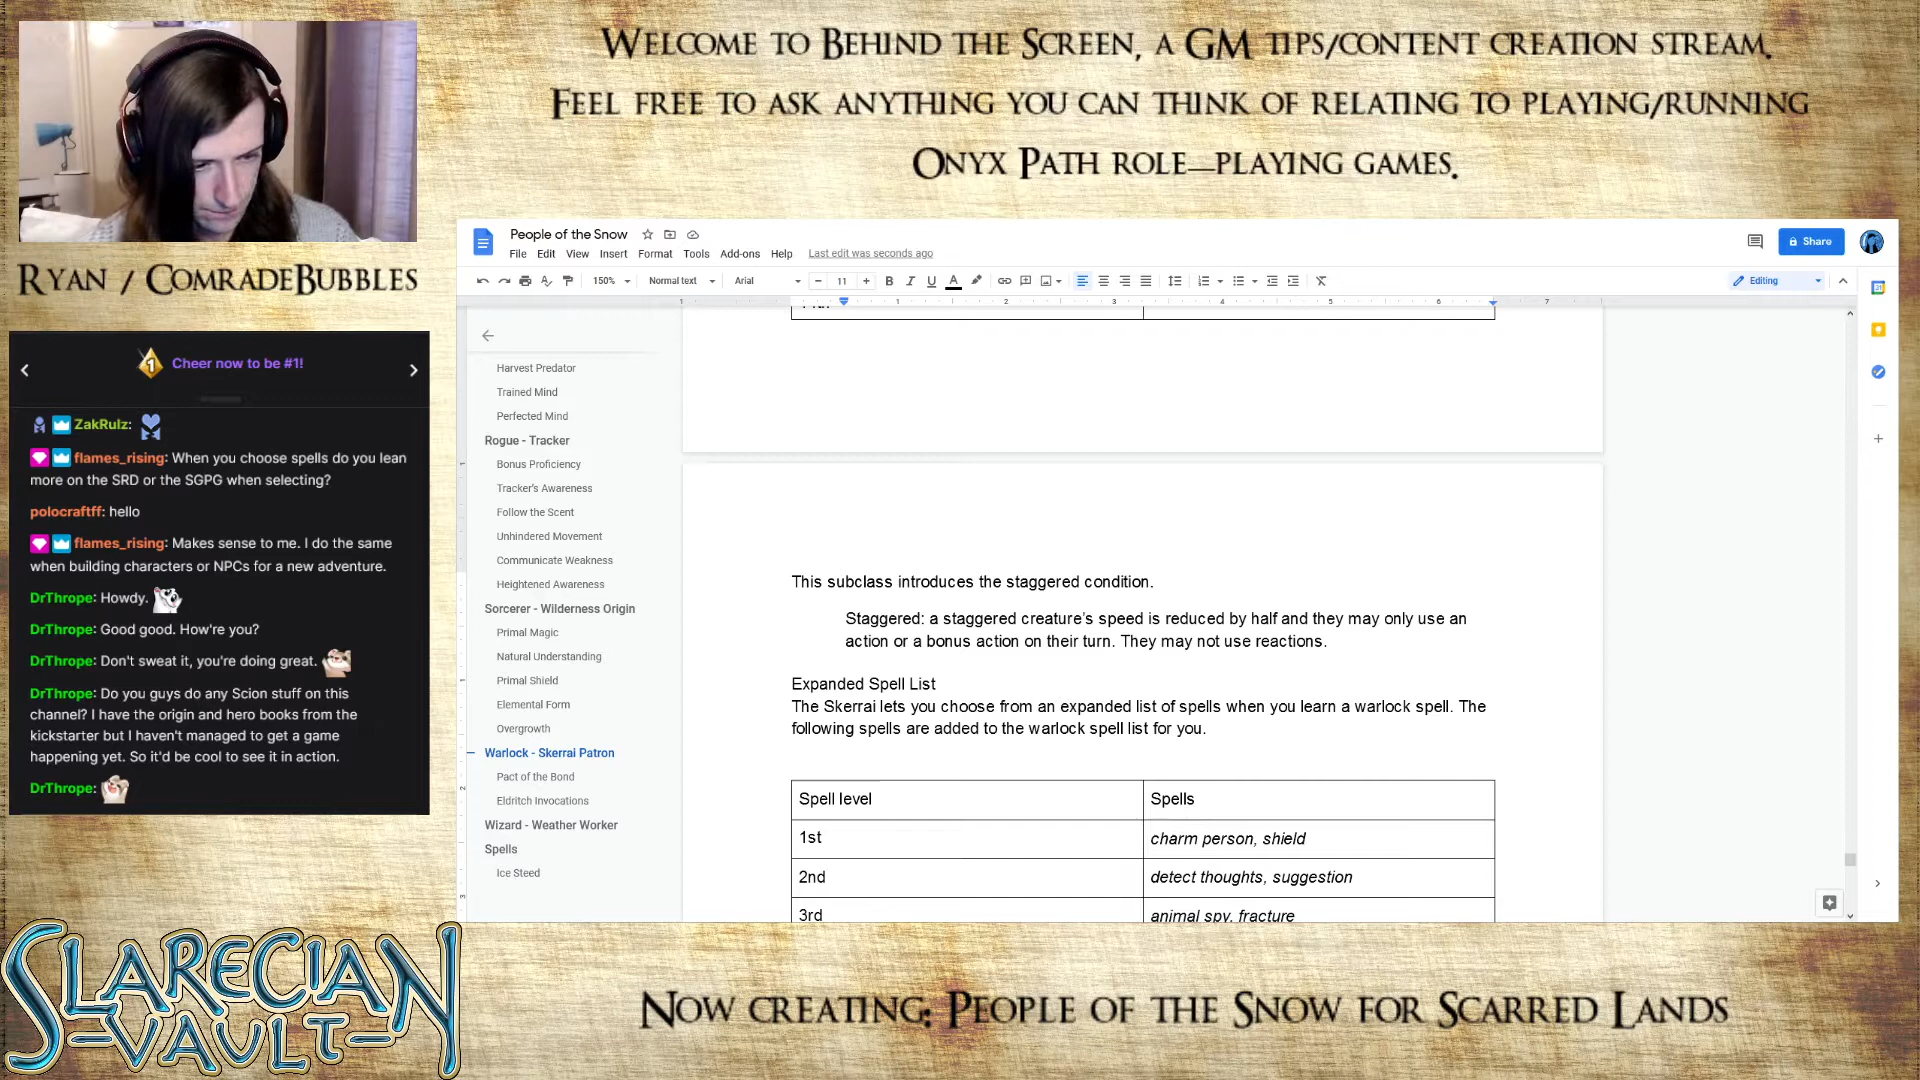 WELCOME TO BEHIND THE SCREEN, A GM TIPS/CONTENT CREATION STREAM.
FEEL FREE TO ASK ANYTHING YOU CAN THINK OF RELATING TO PLAYING/RUNNING
ONYX PATH ROLE—PLAYING GAMES.
RYAN / COMRADEBUBBLES
Cheer now to be #1!
ZakRulz:
flames_rising: When you choose spells do you lean
more on the SRD or the SGPG when selecting?
polocraftff: hello
flames_rising: Makes sense to me. I do the same
when building characters or NPCs for a new adventure.
DrThrope: Howdy.
DrThrope: Good good. How're you?
DrThrope: Don't sweat it, you're doing great.
DrThrope: Do you guys do any Scion stuff on this
channel? I have the origin and hero books from the
kickstarter but I haven't managed to get a game
happening yet. So it'd be cool to see it in action.
DrThrope:
People of the Snow
File Edit View Insert Format Tools Add-ons Help Last edit was seconds ago
Share
150% Normal text Arial 11 Editing
1 1 2 3 4 5 6 7
Harvest Predator
Trained Mind
Perfected Mind
Rogue - Tracker
Bonus Proficiency
Tracker's Awareness
Follow the Scent
Unhindered Movement
Communicate Weakness
Heightened Awareness
Sorcerer - Wilderness Origin
Primal Magic
Natural Understanding
Primal Shield
Elemental Form
Overgrowth
Warlock - Skerrai Patron
Pact of the Bond
Eldritch Invocations
Wizard - Weather Worker
Spells
Ice Steed
This subclass introduces the staggered condition.
Staggered: a staggered creature's speed is reduced by half and they may only use an
action or a bonus action on their turn. They may not use reactions.
Expanded Spell List
The Skerrai lets you choose from an expanded list of spells when you learn a warlock spell. The
following spells are added to the warlock spell list for you.
Spell level Spells
1st charm person, shield
2nd detect thoughts, suggestion
3rd animal spy, fracture
SLARECIAN
VAULT
NOW CREATING: PEOPLE OF THE SNOW FOR SCARRED LANDS